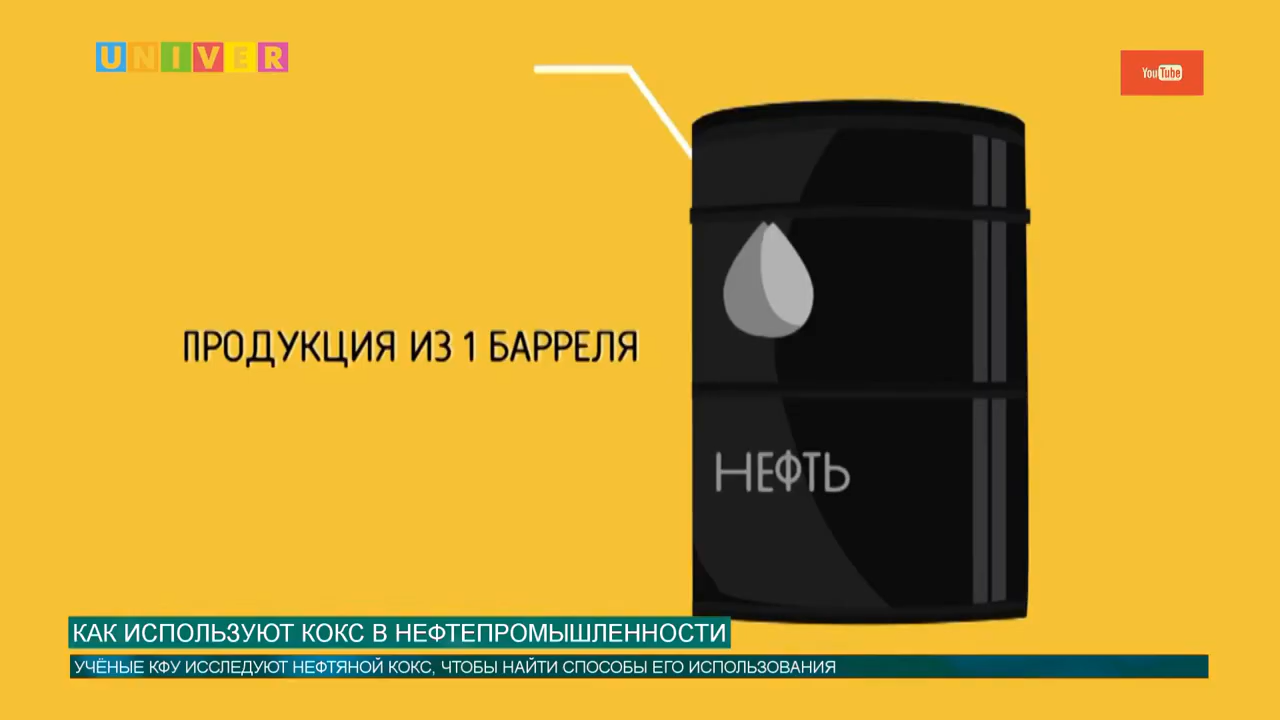 UNIVER
YouTube
ПРОДУКЦИЯ ИЗ 1 БАРРЕЛЯ
НЕФТЬ
КАК ИСПОЛЬЗУЮТ КОКС В НЕФТЕПРОМЫШЛЕННОСТИ
УЧЁНЫЕ КФУ ИССЛЕДУЮТ НЕФТЯНОЙ КОКС, ЧТОБЫ НАЙТИ СПОСОБЫ ЕГО ИСПОЛЬЗОВАНИЯ